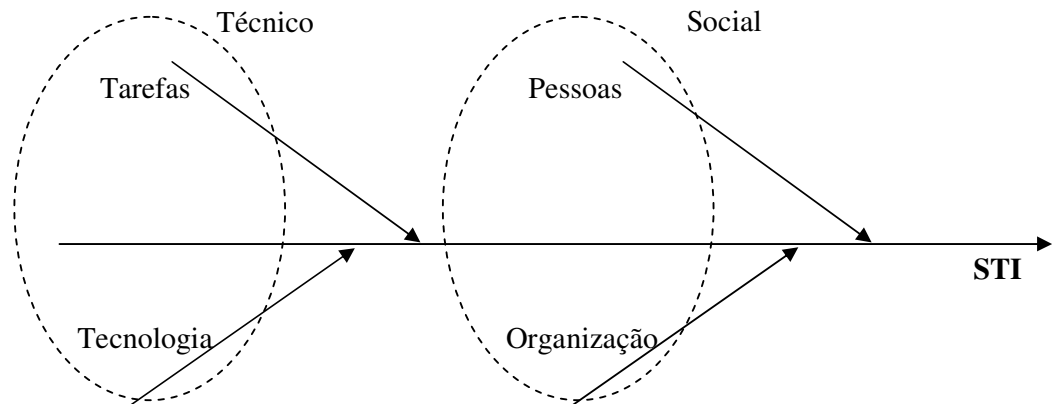 Técnico
Social
Tarefas
Pessoas
STI
Tecnologia
Organização